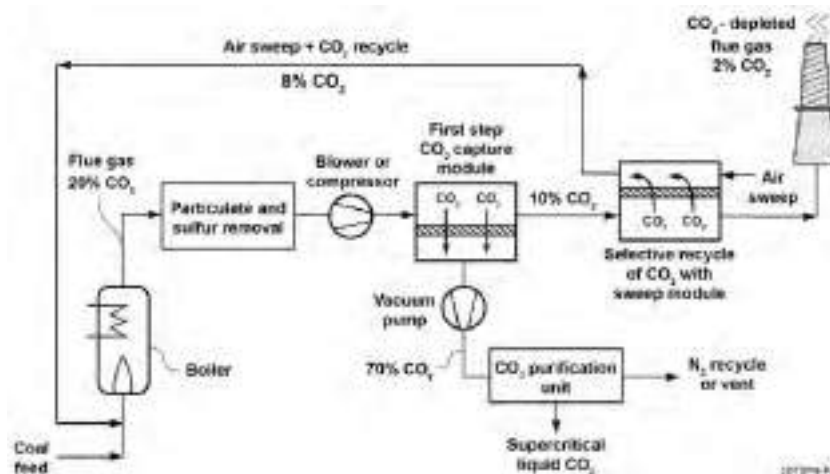 CO₂ - depleted
flue gas
2% CO₂
Air sweep + CO₂ recycle
8% CO₂
First step
CO₂ capture
module
Flue gas
20% CO₂
Blower or
compressor
Particulate and
sulfur removal
CO₂ CO₂
10% CO₂
Air
sweep
CO₂ CO₂
Selective recycle
of CO₂ with
sweep module
Vacuum
pump
Boiler
70% CO₂
CO₂ purification
unit
N₂ recycle
or vent
Coal
feed
Supercritical
liquid CO₂